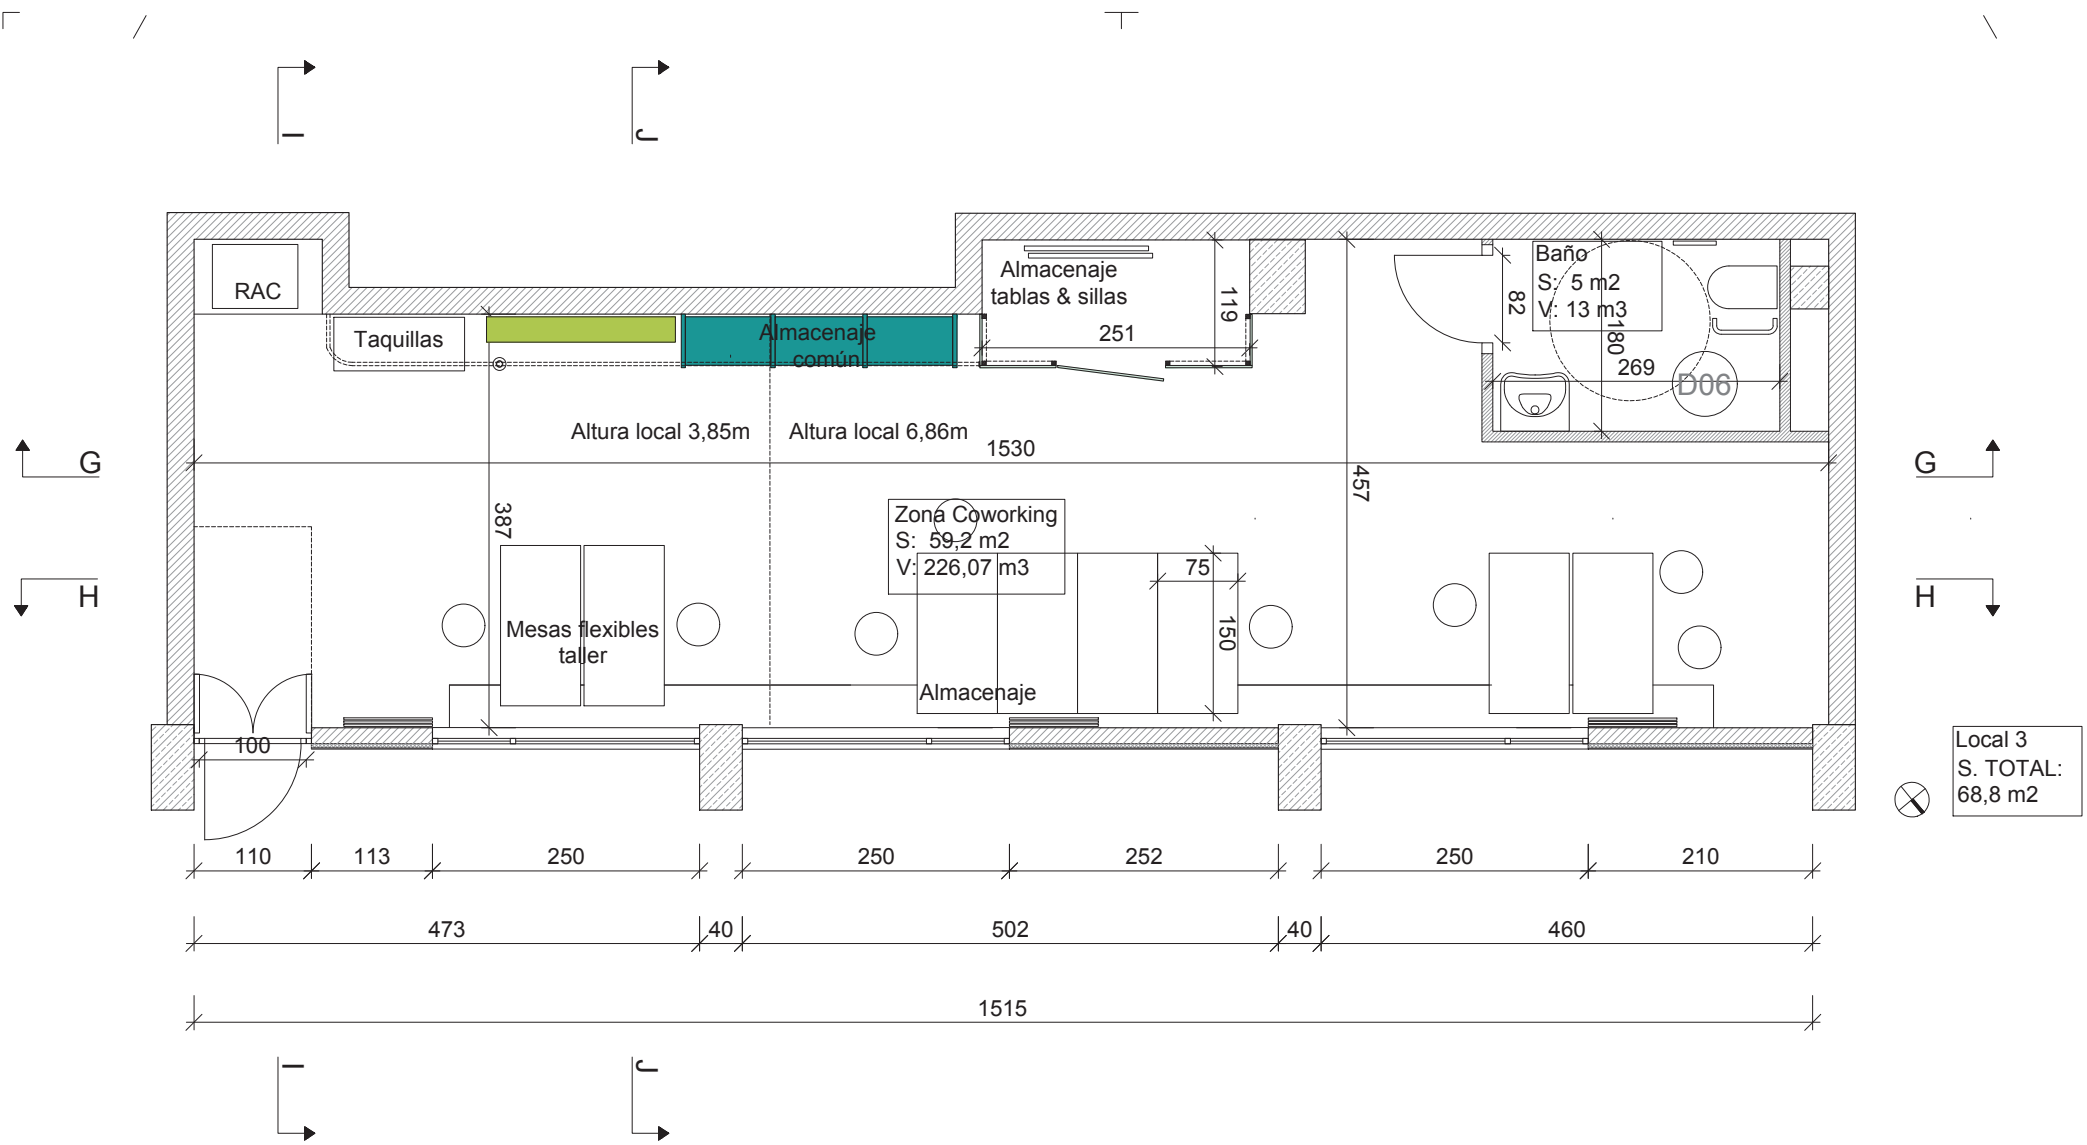 I
J
RAC
Taquillas
Almacenaje
común
Almacenaje
tablas & sillas
119
251
Baño
S: 5 m2
V: 13 m3
82
180
269
D06
Altura local 3,85m
Altura local 6,86m
1530
G
G
387
457
Zona Coworking
S: 59,2 m2
V: 226,07 m3
75
150
H
H
Mesas flexibles
taller
Almacenaje
100
Local 3
S. TOTAL:
68,8 m2
110
113
250
250
252
250
210
473
40
502
40
460
1515
I
J